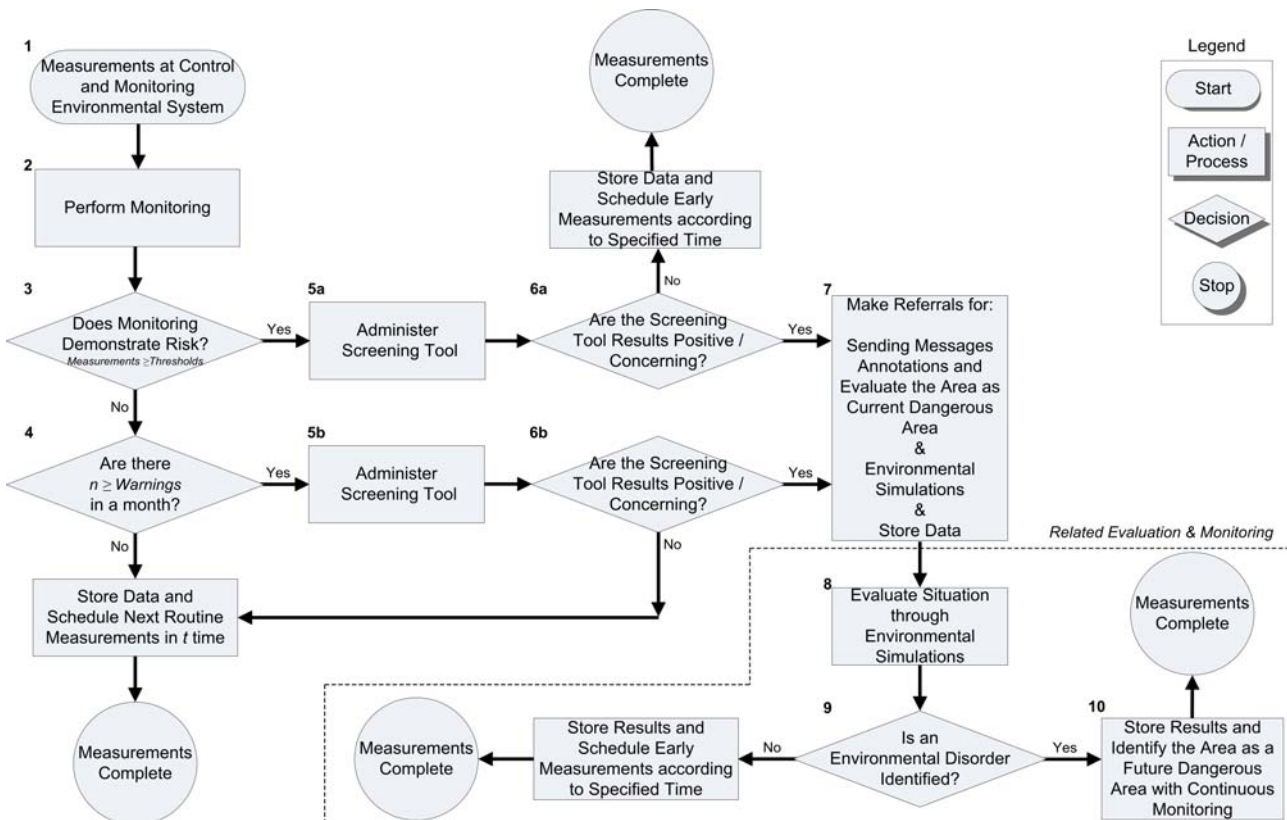 1
Measurements at Control
and Monitoring
Environmental System
2
Perform Monitoring
3
Does Monitoring
Demonstrate Risk?
Measurements ≥Thresholds
Yes
No
4
Are there
n ≥ Warnings
in a month?
Yes
No
Store Data and
Schedule Next Routine
Measurements in t time
Measurements
Complete
5a
Administer
Screening Tool
6a
Are the Screening
Tool Results Positive /
Concerning?
No
Yes
Store Data and
Schedule Early
Measurements according
to Specified Time
Measurements
Complete
5b
Administer
Screening Tool
6b
Are the Screening
Tool Results Positive /
Concerning?
Yes
No
7
Make Referrals for:
Sending Messages
Annotations and
Evaluate the Area as
Current Dangerous
Area
&
Environmental
Simulations
&
Store Data
Related Evaluation & Monitoring
8
Evaluate Situation
through
Environmental
Simulations
9
Is an
Environmental Disorder
Identified?
No
Yes
Store Results and
Schedule Early
Measurements according
to Specified Time
Measurements
Complete
10
Store Results and
Identify the Area as a
Future Dangerous
Area with Continuous
Monitoring
Measurements
Complete
Legend
Start
Action /
Process
Decision
Stop